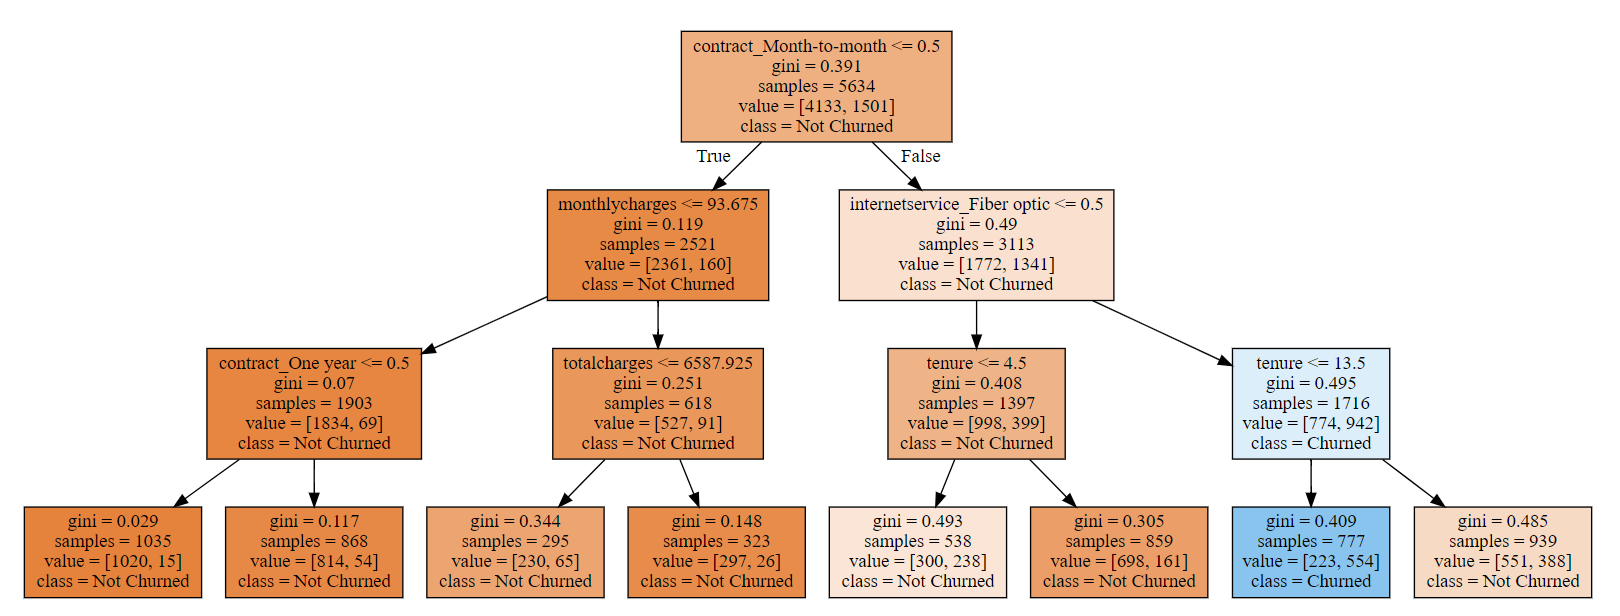 contract_Month-to-month <= 0.5
gini = 0.391
samples = 5634
value = [4133, 1501]
class = Not Churned
True
False
monthlycharges <= 93.675
gini = 0.119
samples = 2521
value = [2361, 160]
class = Not Churned
internetservice_Fiber optic <= 0.5
gini = 0.49
samples = 3113
value = [1772, 1341]
class = Not Churned
contract_One year <= 0.5
gini = 0.07
samples = 1903
value = [1834, 69]
class = Not Churned
totalcharges <= 6587.925
gini = 0.251
samples = 618
value = [527, 91]
class = Not Churned
tenure <= 4.5
gini = 0.408
samples = 1397
value = [998, 399]
class = Not Churned
tenure <= 13.5
gini = 0.495
samples = 1716
value = [774, 942]
class = Churned
gini = 0.029
samples = 1035
value = [1020, 15]
class = Not Churned
gini = 0.117
samples = 868
value = [814, 54]
class = Not Churned
gini = 0.344
samples = 295
value = [230, 65]
class = Not Churned
gini = 0.148
samples = 323
value = [297, 26]
class = Not Churned
gini = 0.493
samples = 538
value = [300, 238]
class = Not Churned
gini = 0.305
samples = 859
value = [698, 161]
class = Not Churned
gini = 0.409
samples = 777
value = [223, 554]
class = Churned
gini = 0.485
samples = 939
value = [551, 388]
class = Not Churned